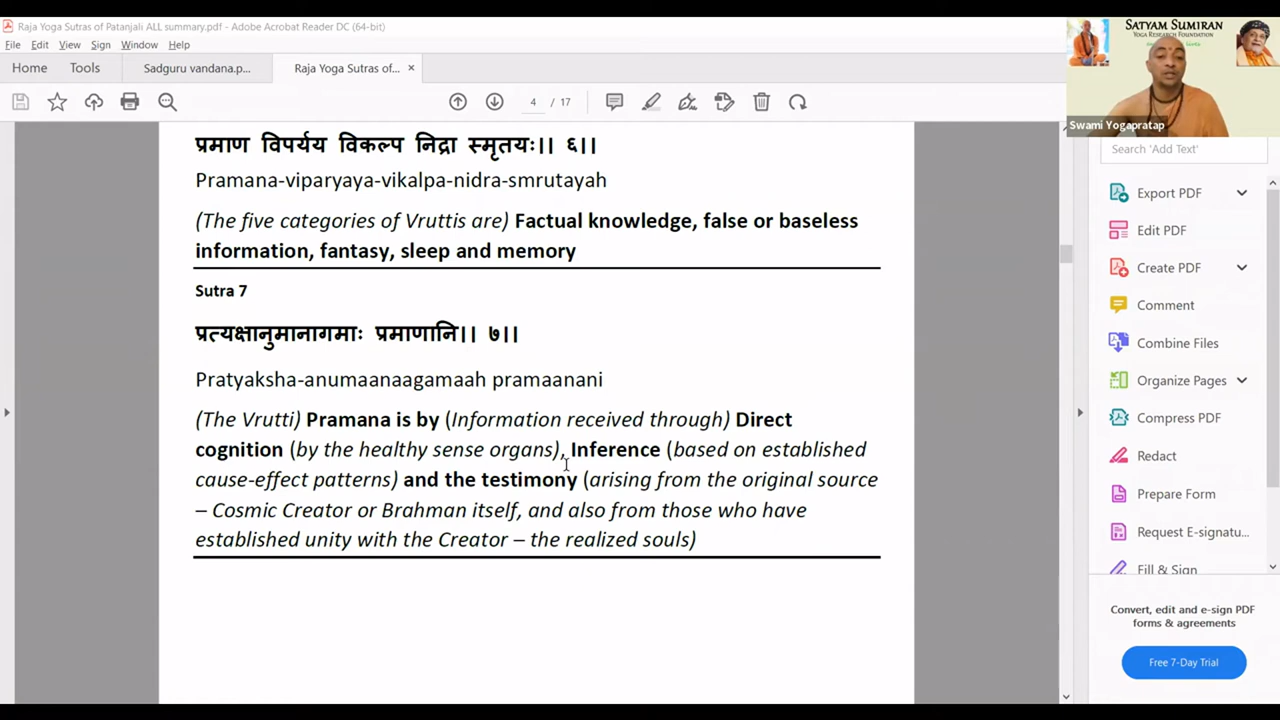 Raja Yoga Sutras of Patanjali ALL summary.pdf - Adobe Acrobat Reader DC (64-bit)
File Edit View Sign Window Help
Home Tools Sadguru vandana.p... Raja Yoga Sutras of... ×
4 / 17
SATYAM SUMIRAN
YOGA RESEARCH FOUNDATION
Swami Yogapratap
प्रमाण विपर्यय विकल्प निद्रा स्मृतयः।। ६।।
Pramana-viparyaya-vikalpa-nidra-smrutayah
(The five categories of Vruttis are) Factual knowledge, false or baseless
information, fantasy, sleep and memory
Sutra 7
प्रत्यक्षानुमानागमाः प्रमाणानि।। ७।।
Pratyaksha-anumaanaagamaah pramaanani
(The Vrutti) Pramana is by (Information received through) Direct
cognition (by the healthy sense organs), Inference (based on established
cause-effect patterns) and the testimony (arising from the original source
– Cosmic Creator or Brahman itself, and also from those who have
established unity with the Creator – the realized souls)
Search 'Add Text'
Export PDF
Edit PDF
Create PDF
Comment
Combine Files
Organize Pages
Compress PDF
Redact
Prepare Form
Request E-signatu...
Fill & Sign
Convert, edit and e-sign PDF
forms & agreements
Free 7-Day Trial